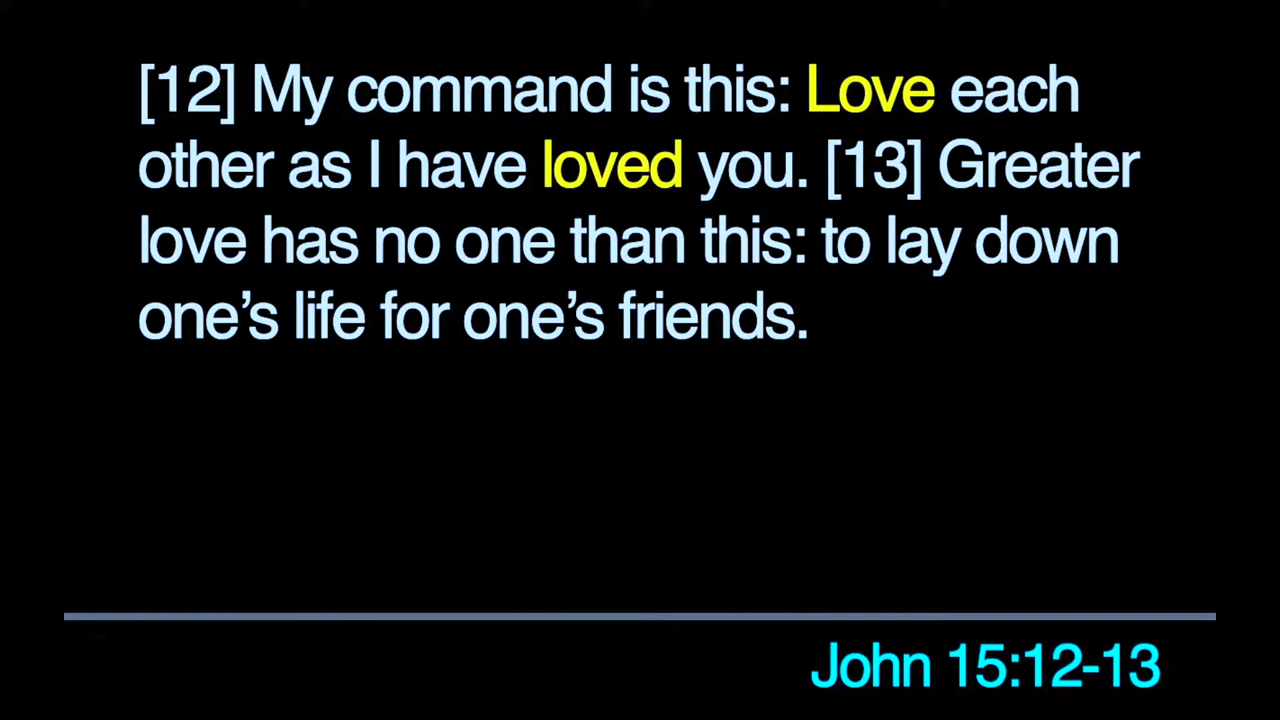 [12] My command is this: Love each
other as I have loved you. [13] Greater
love has no one than this: to lay down
one’s life for one’s friends.
John 15:12-13